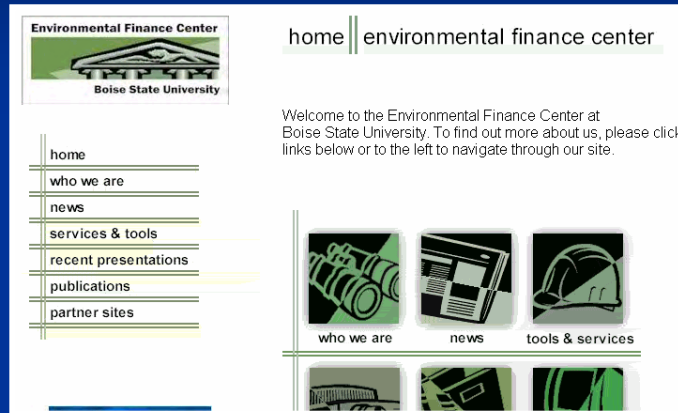 Environmental Finance Center
Boise State University
home environmental finance center
Welcome to the Environmental Finance Center at
Boise State University. To find out more about us, please click
links below or to the left to navigate through our site.
home
who we are
news
services & tools
recent presentations
publications
partner sites
who we are news tools & services